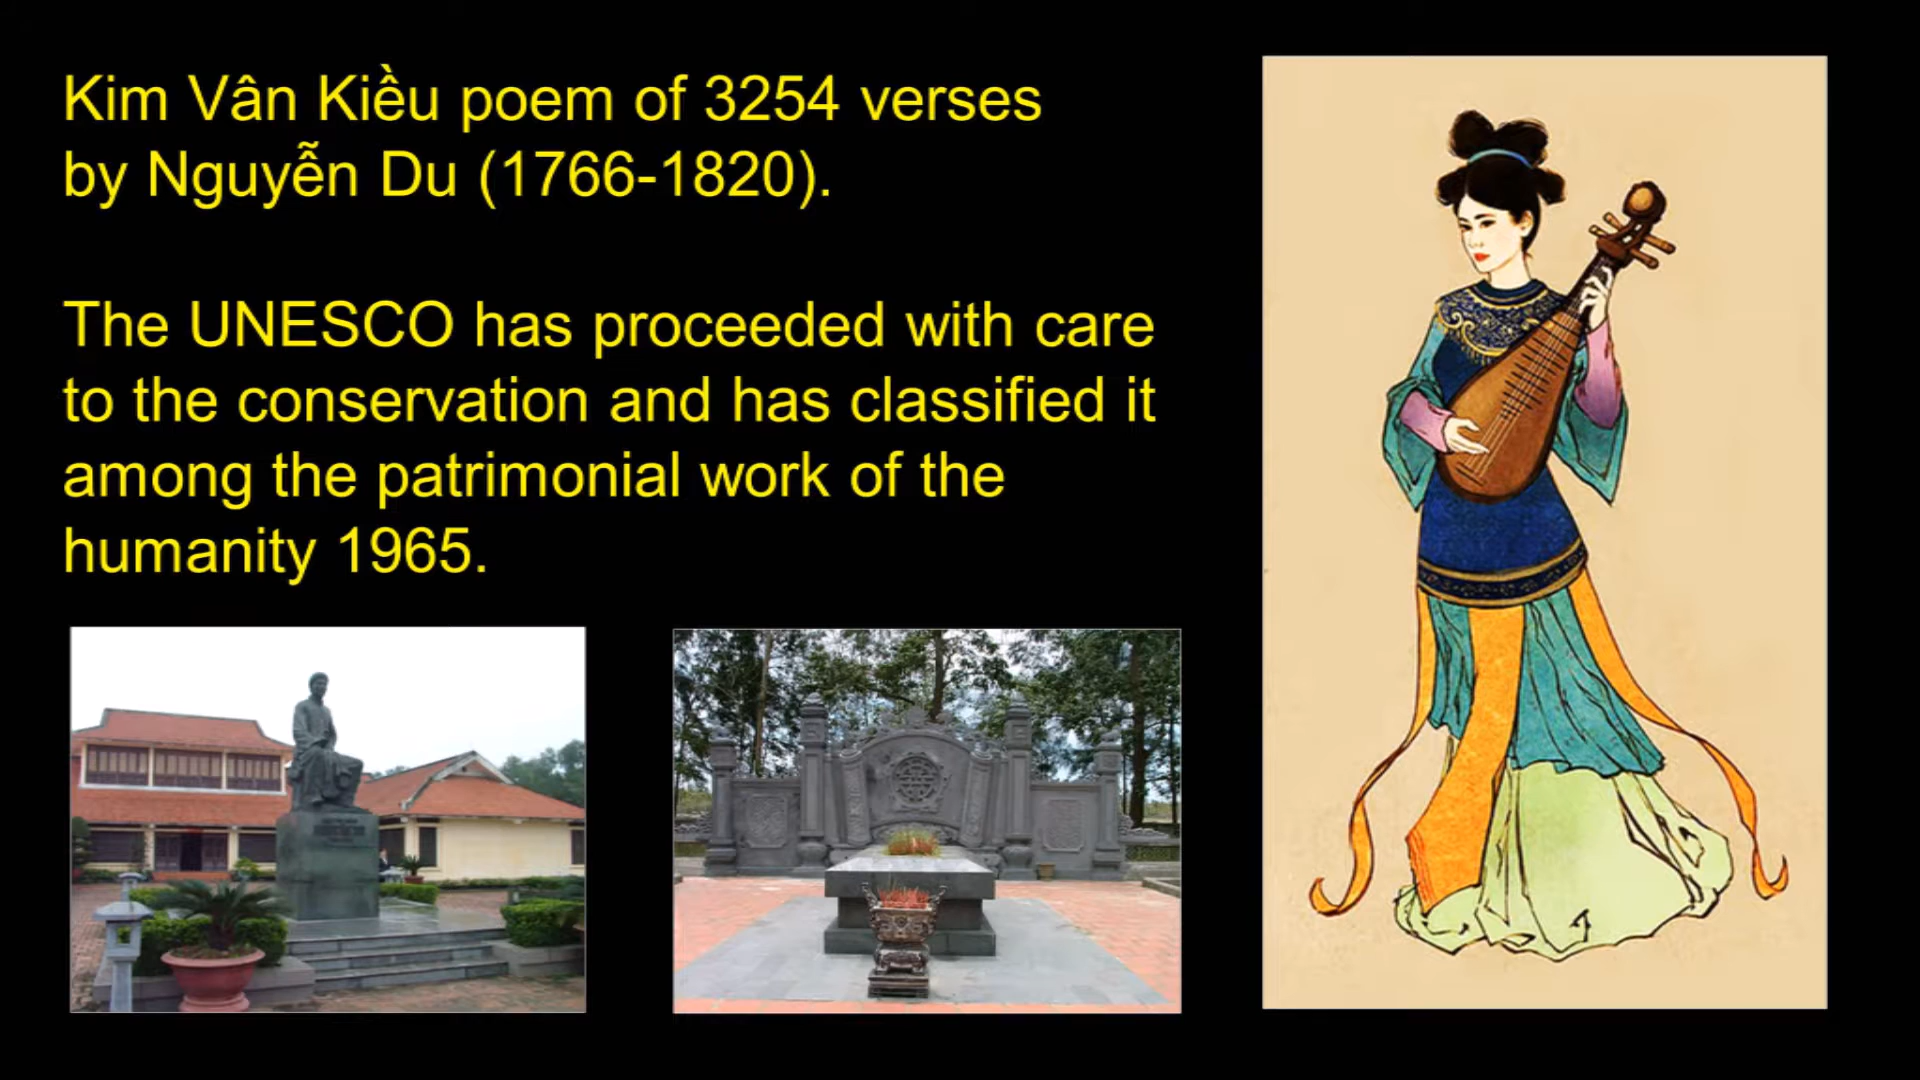 Kim Vân Kiều poem of 3254 verses
by Nguyễn Du (1766-1820).
The UNESCO has proceeded with care
to the conservation and has classified it
among the patrimonial work of the
humanity 1965.